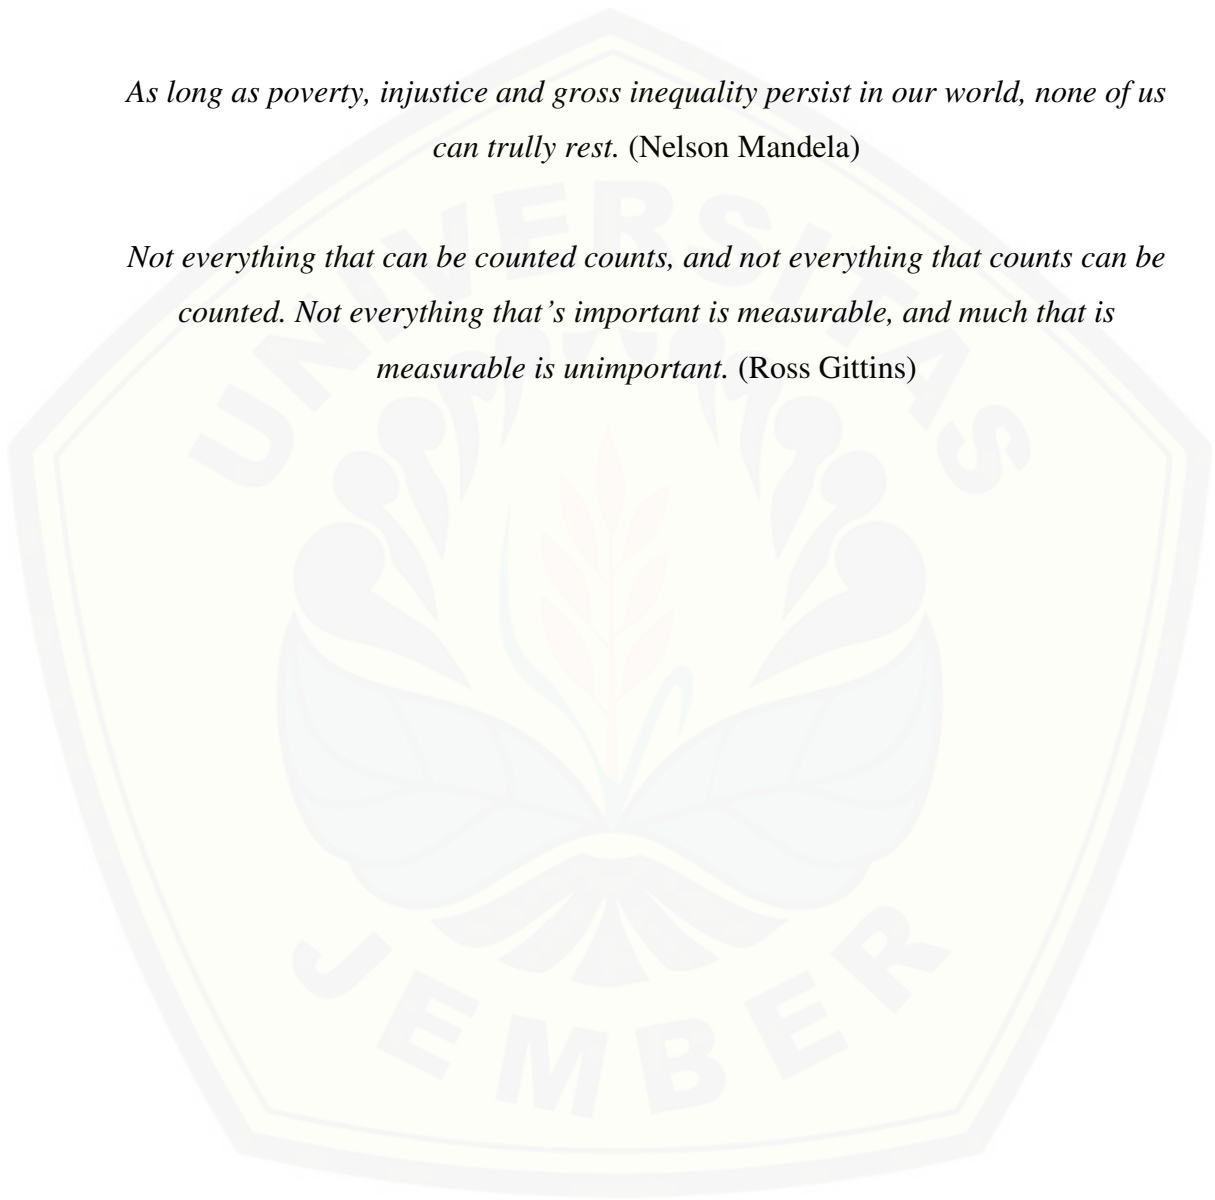 As long as poverty, injustice and gross inequality persist in our world, none of us
can trully rest. (Nelson Mandela)
Not everything that can be counted counts, and not everything that counts can be
counted. Not everything that’s important is measurable, and much that is
measurable is unimportant. (Ross Gittins)
UNIVERSITAS
JEMBER